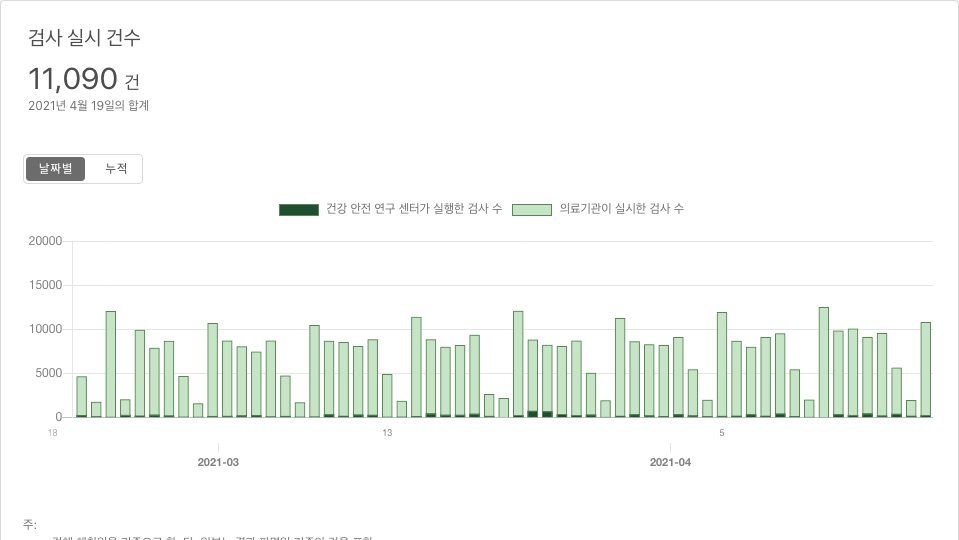 검사 실시 건수
11,090 건
2021년 4월 19일의 합계
날짜별 누적
건강 안전 연구 센터가 실행한 검사 수 의료기관이 실시한 검사 수
20000
15000
10000
5000
0
18 13 5
2021-03 2021-04
주: